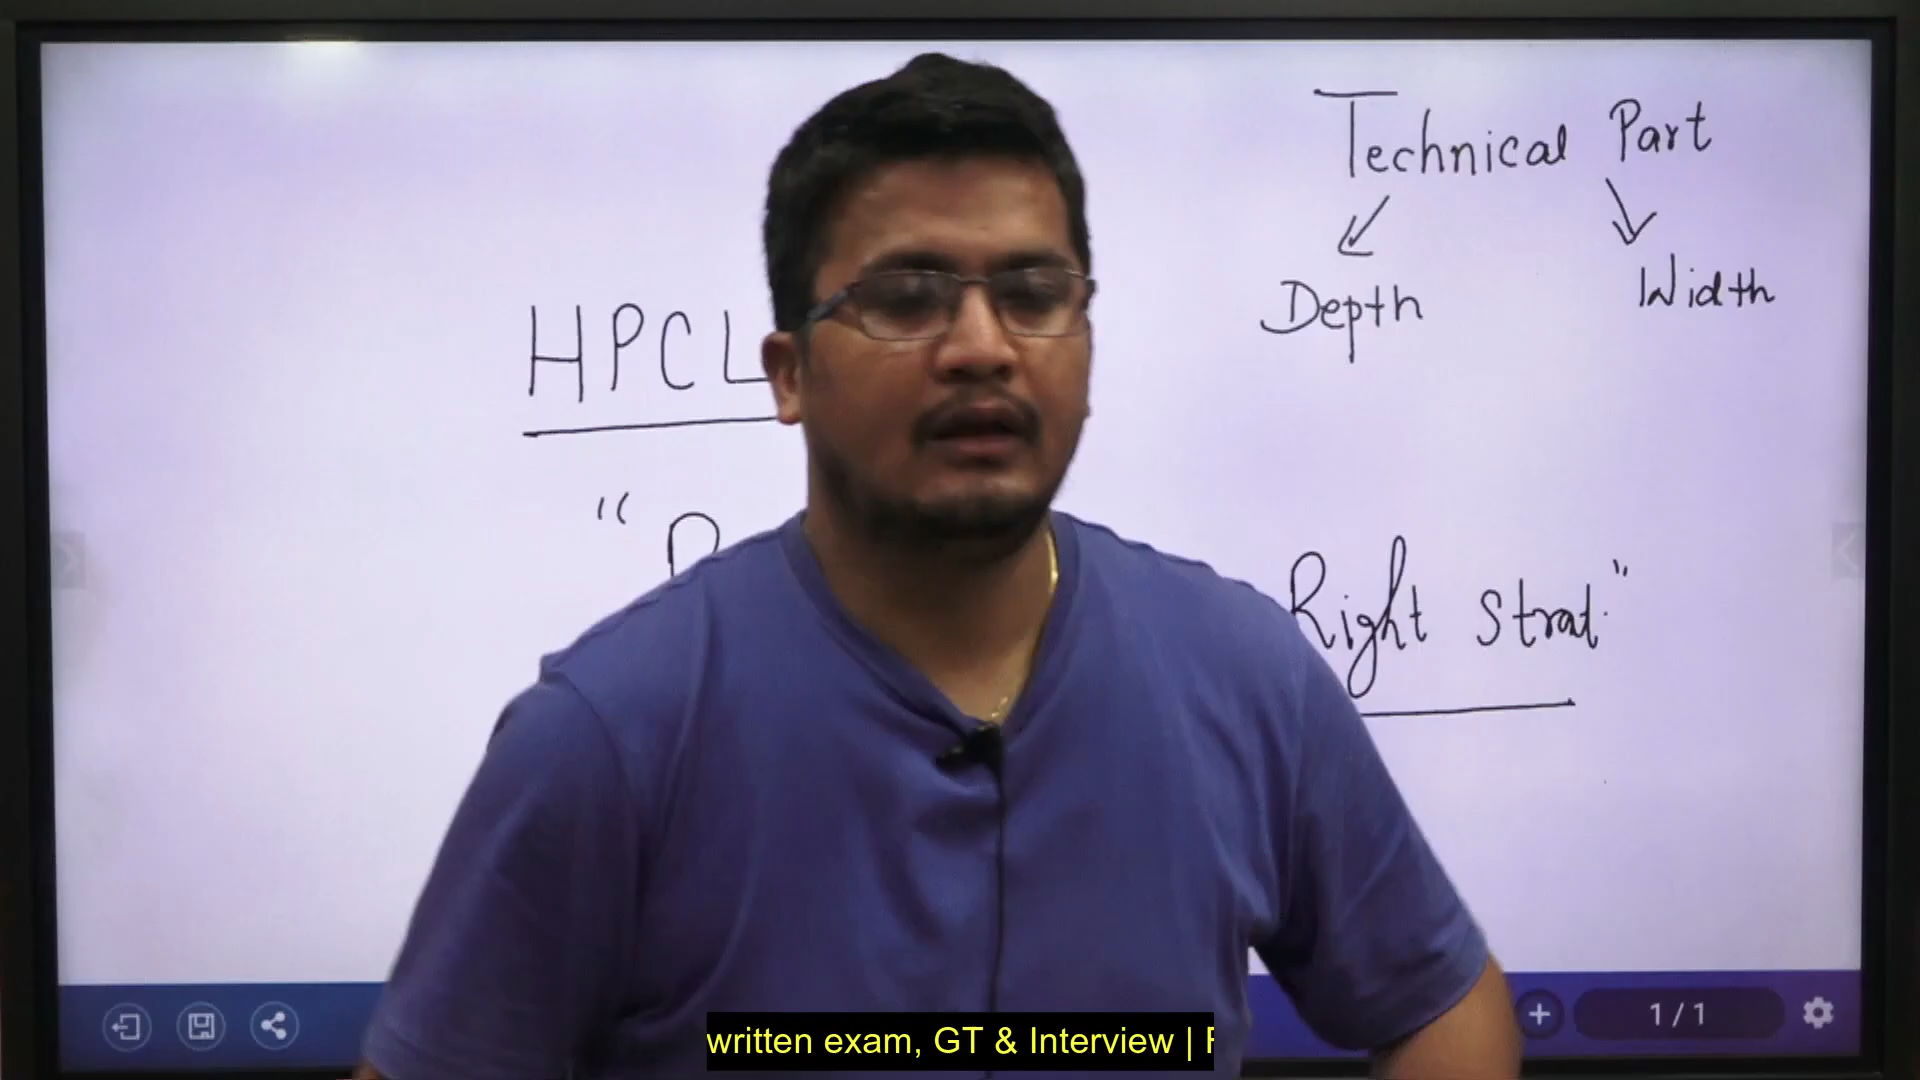 Technical Part
Depth Width
HPCL
"
Right Strat."
1/1
written exam, GT & Interview |